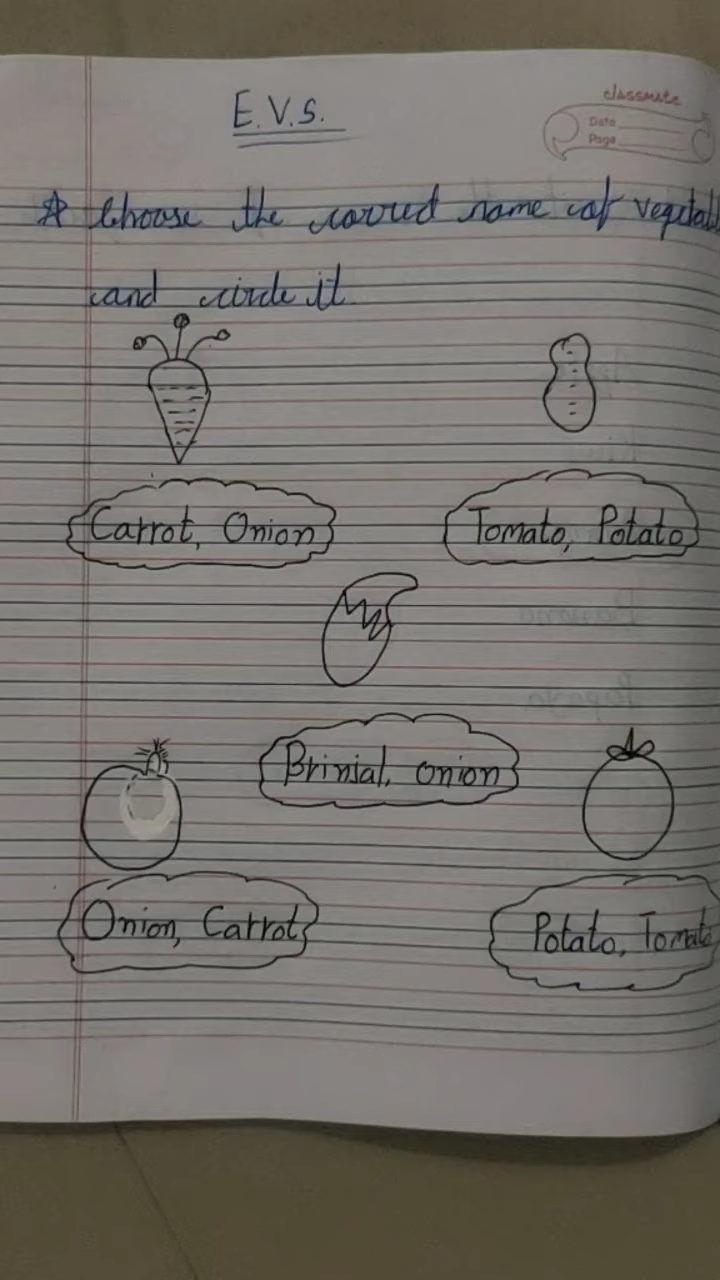 E.V.S.
classmate
Date
Page
☆ Choose the correct name of vegetabl
and circle it
Carrot, Onion
Tomato, Potato
Brinjal, onion
Onion, Carrot
Potato, Tomato